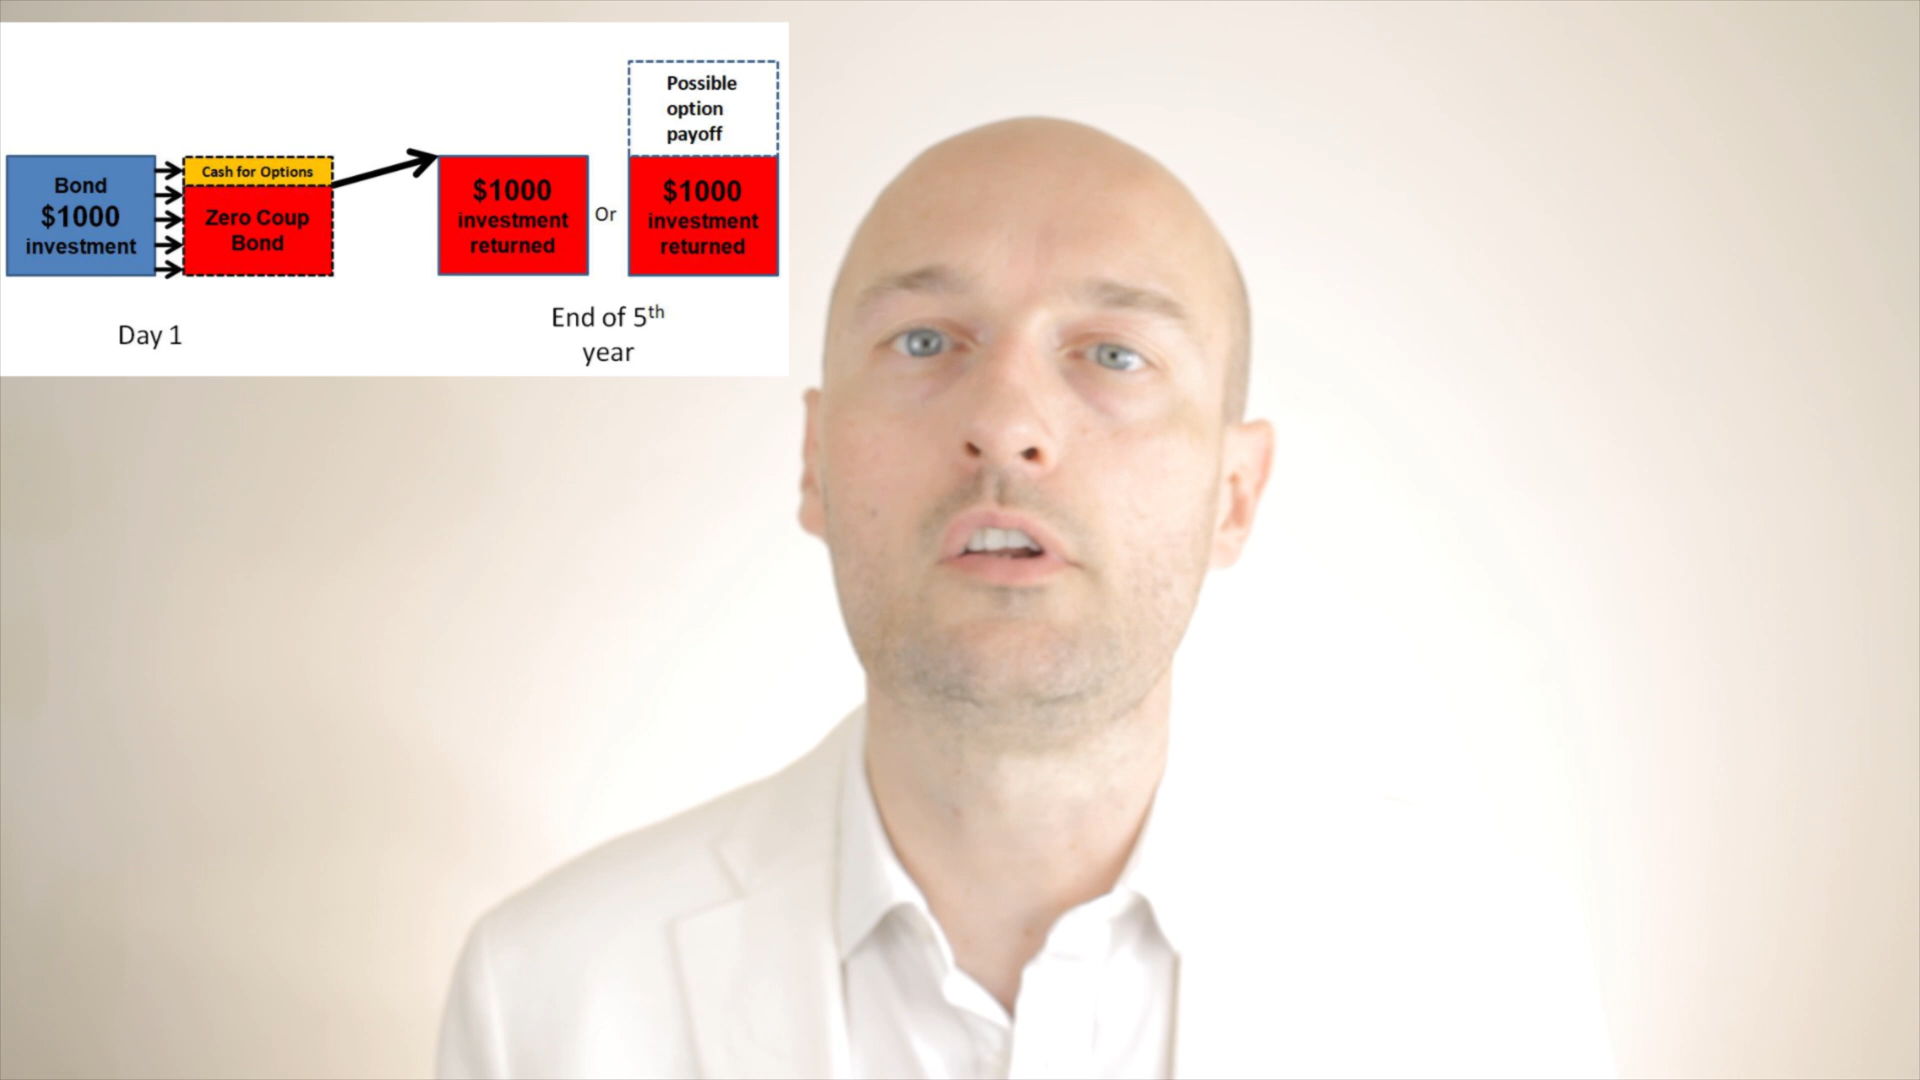 Possible
option
payoff
Bond
$1000
investment
Cash for Options
Zero Coup
Bond
$1000
investment
returned
Or
$1000
investment
returned
Day 1
End of 5th
year